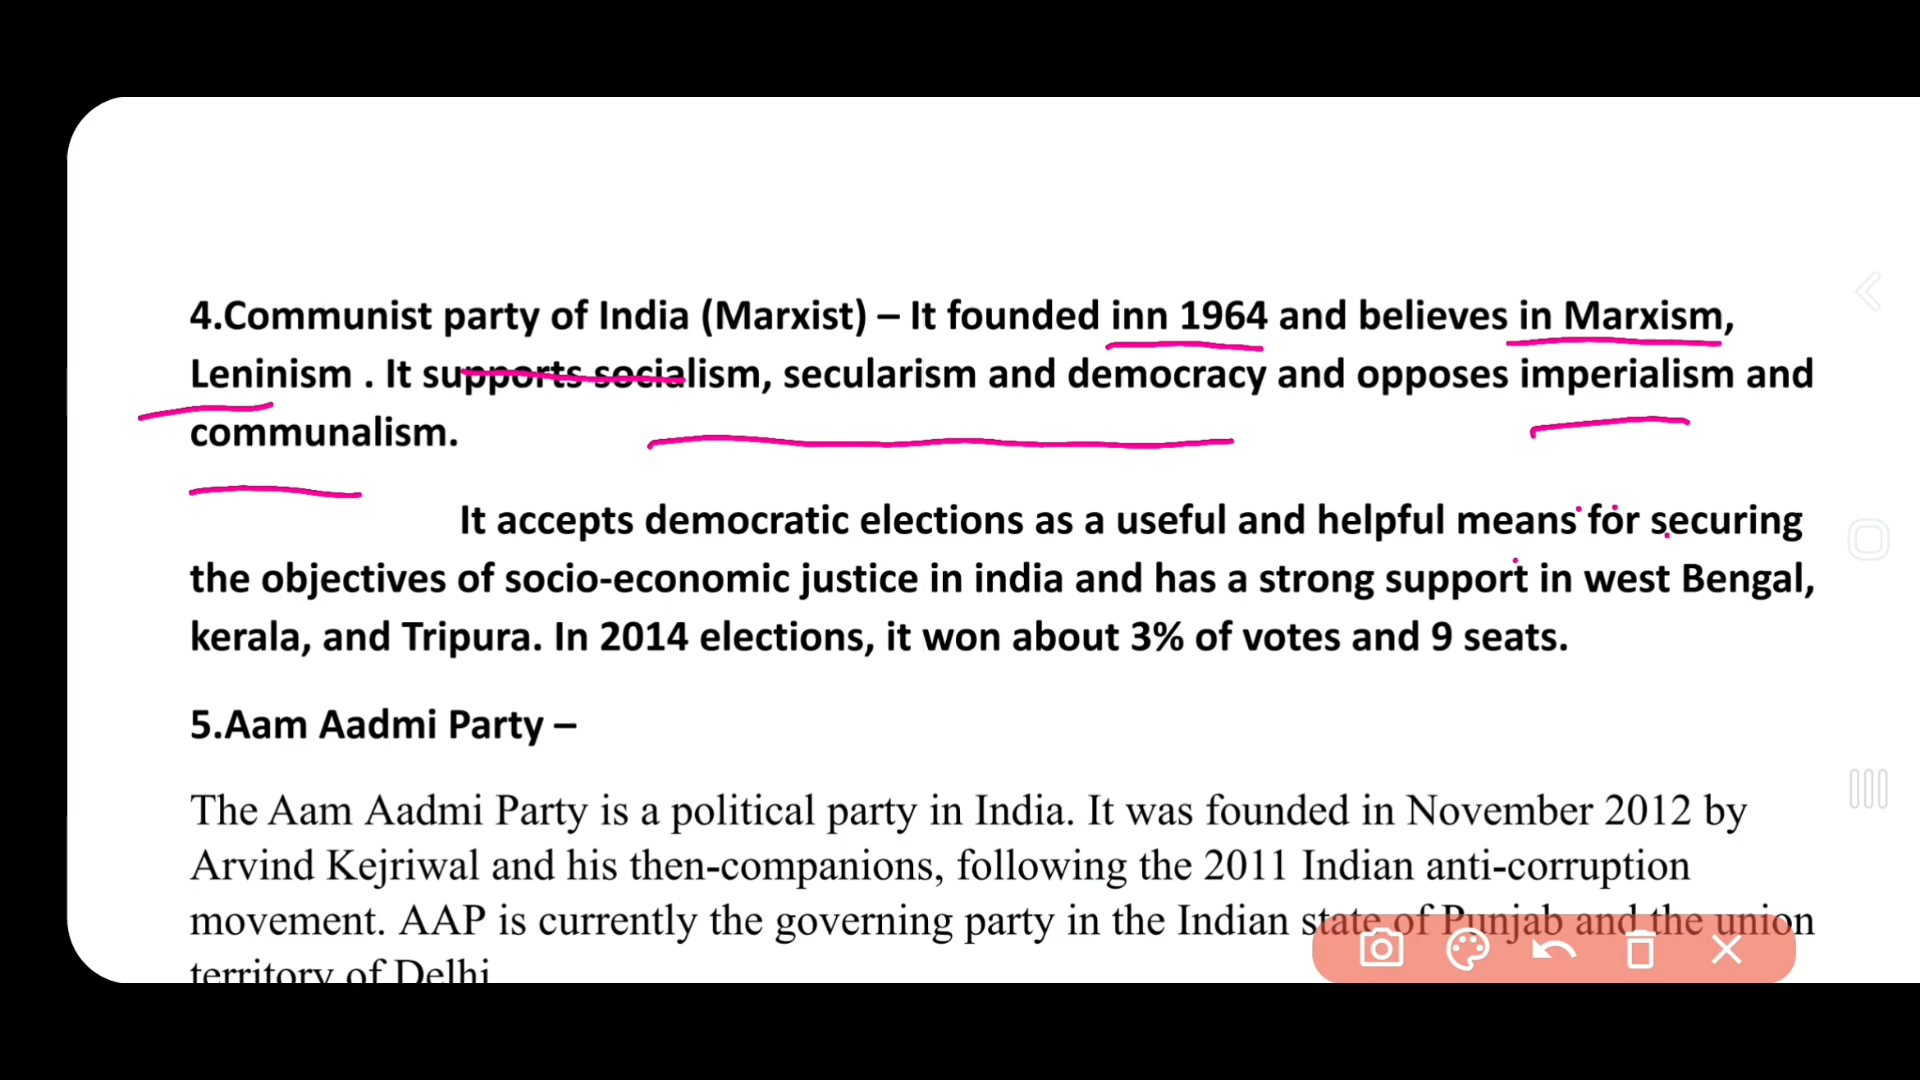 4.Communist party of India (Marxist) – It founded inn 1964 and believes in Marxism,
Leninism . It supports socialism, secularism and democracy and opposes imperialism and
communalism.
It accepts democratic elections as a useful and helpful means for securing
the objectives of socio-economic justice in india and has a strong support in west Bengal,
kerala, and Tripura. In 2014 elections, it won about 3% of votes and 9 seats.
5.Aam Aadmi Party –
The Aam Aadmi Party is a political party in India. It was founded in November 2012 by
Arvind Kejriwal and his then-companions, following the 2011 Indian anti-corruption
movement. AAP is currently the governing party in the Indian state of Punjab and the union
territory of Delhi